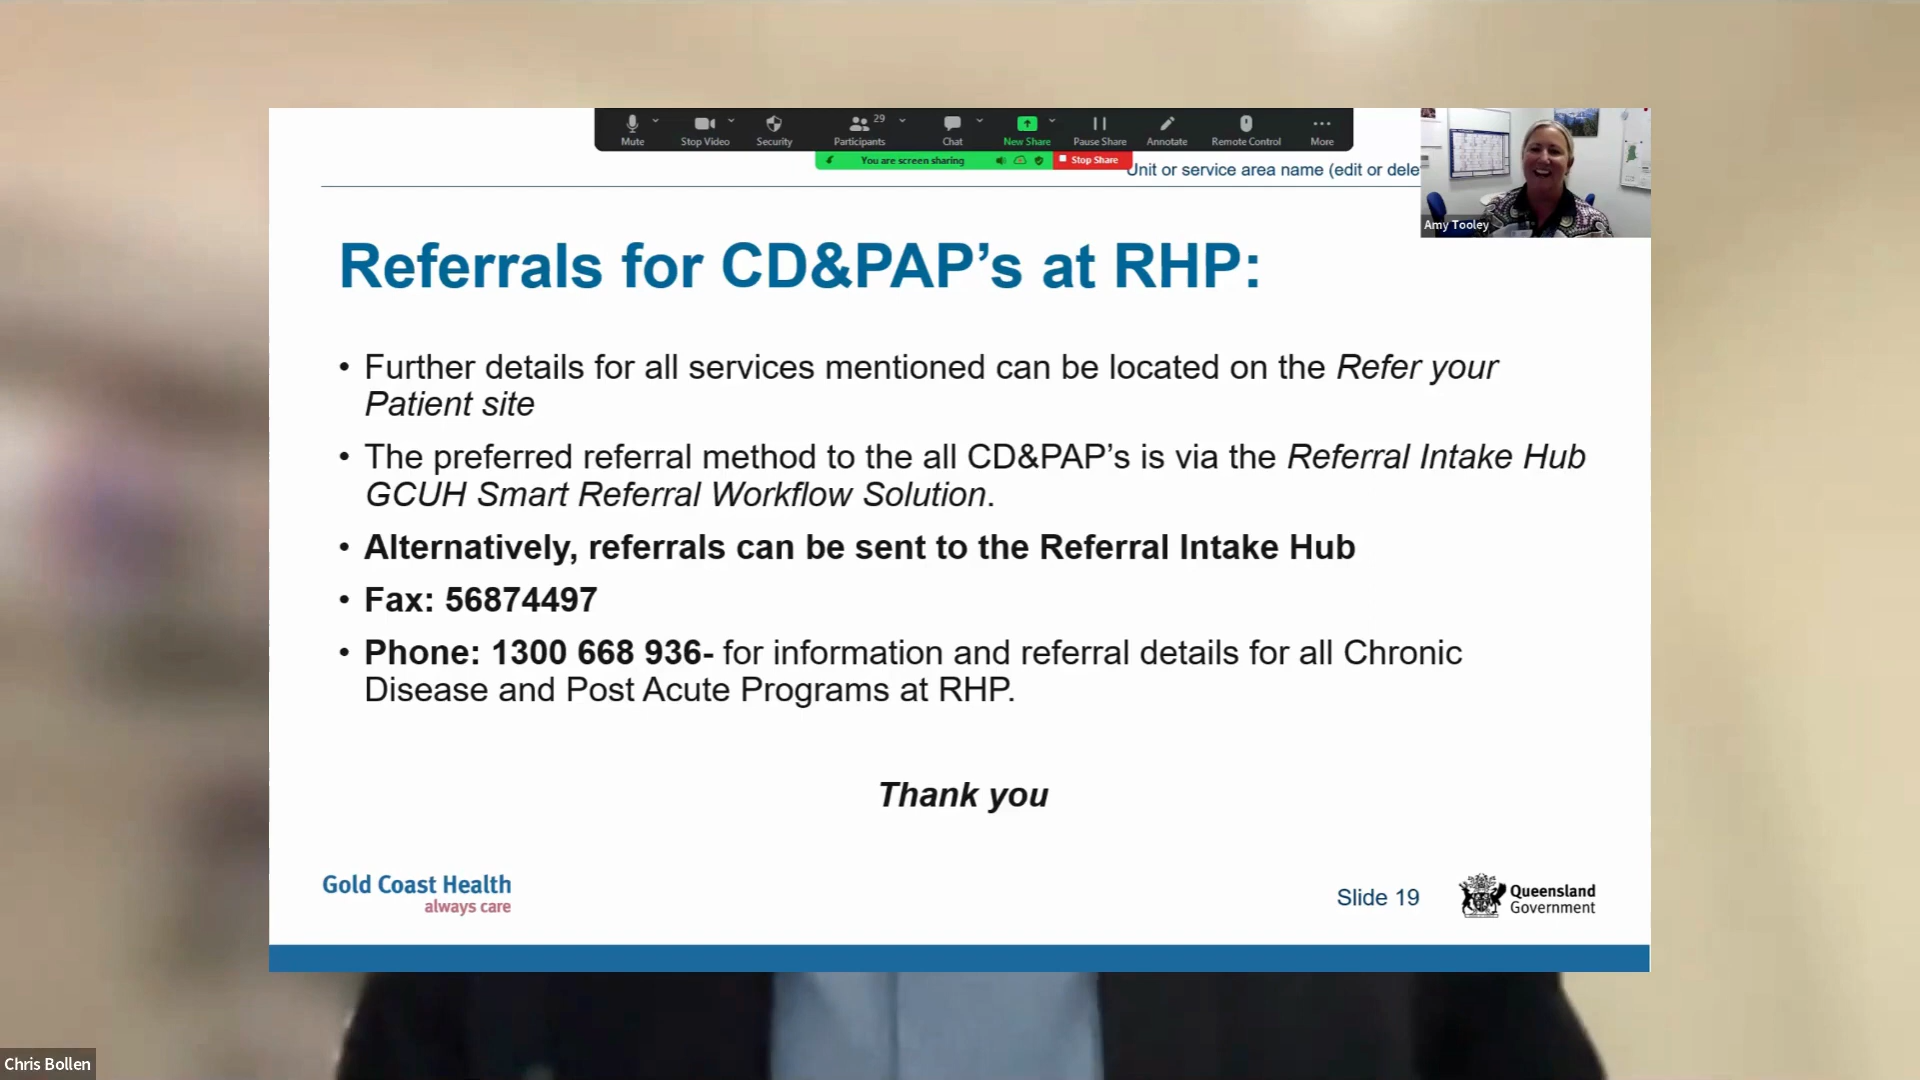 29
Mute
Stop Video
Security
Participants
Chat
New Share
Pause Share
Annotate
Remote Control
More
You are screen sharing
Stop Share
Unit or service area name (edit or dele
Amy Tooley
Referrals for CD&PAP’s at RHP:
• Further details for all services mentioned can be located on the Refer your
Patient site
• The preferred referral method to the all CD&PAP’s is via the Referral Intake Hub
GCUH Smart Referral Workflow Solution.
• Alternatively, referrals can be sent to the Referral Intake Hub
• Fax: 56874497
• Phone: 1300 668 936- for information and referral details for all Chronic
Disease and Post Acute Programs at RHP.
Thank you
Gold Coast Health
always care
Slide 19
Queensland
Government
Chris Bollen